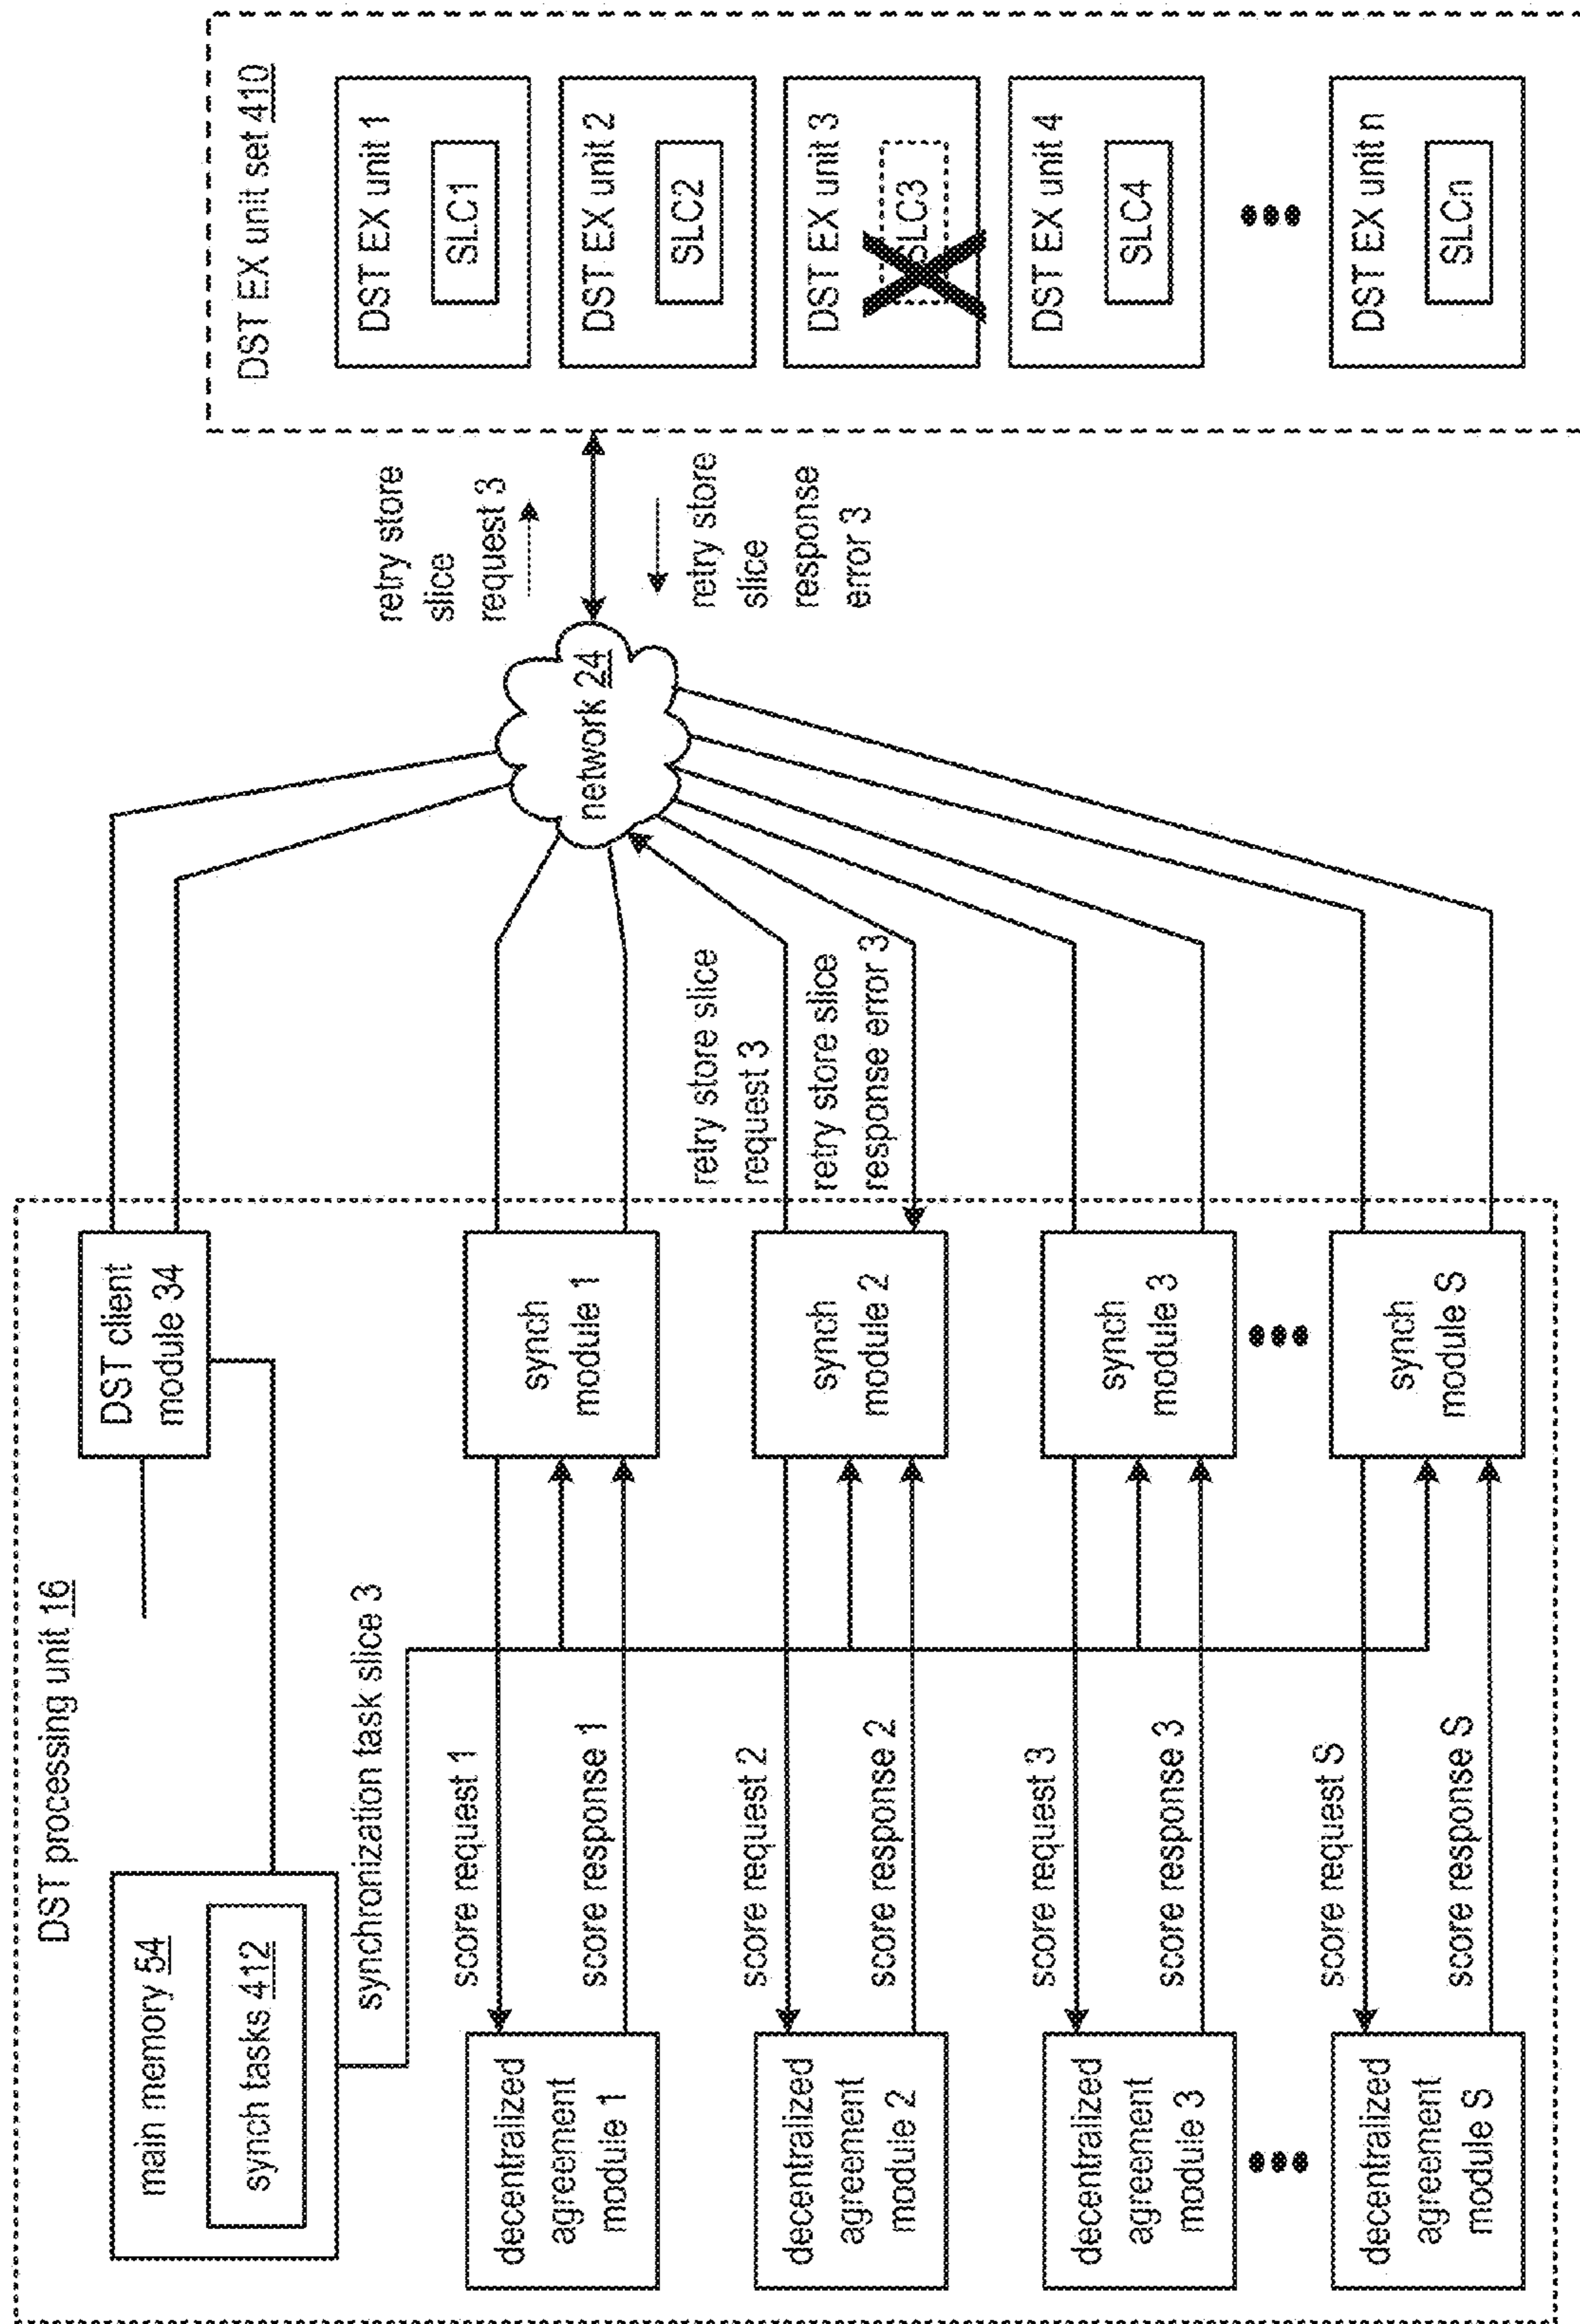 DST processing unit 16
main memory 54
synch tasks 412
DST client
module 34
synchronization task slice 3
decentralized
agreement
module 1
score request 1
score response 1
synch
module 1
decentralized
agreement
module 2
score request 2
score response 2
synch
module 2
retry store slice
request 3
retry store slice
response error 3
decentralized
agreement
module 3
score request 3
score response 3
synch
module 3
decentralized
agreement
module S
score request S
score response S
synch
module S
network 24
retry store
slice
request 3
retry store
slice
response
error 3
DST EX unit set 410
DST EX unit 1
SLC1
DST EX unit 2
SLC2
DST EX unit 3
SLC3
DST EX unit 4
SLC4
DST EX unit n
SLCn